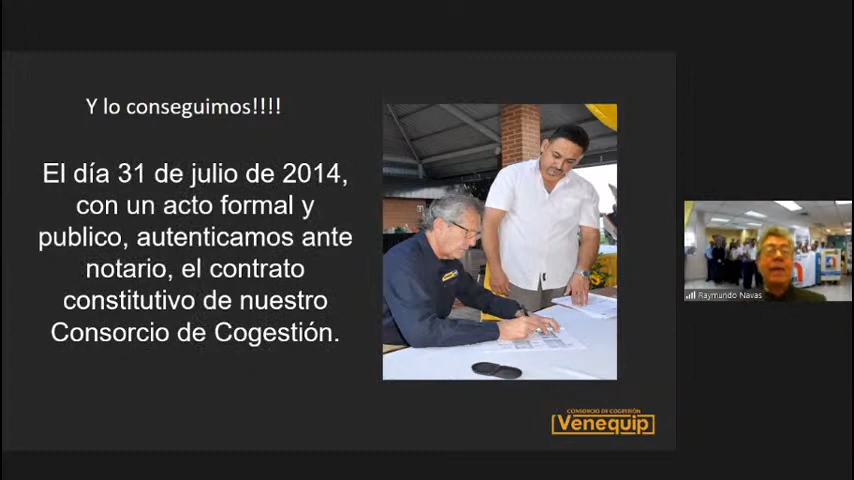 Y lo conseguimos!!!!
El día 31 de julio de 2014,
con un acto formal y
publico, autenticamos ante
notario, el contrato
constitutivo de nuestro
Consorcio de Cogestión.
CONSORCIO DE COGESTIÓN
Venequip
Raymundo Navas